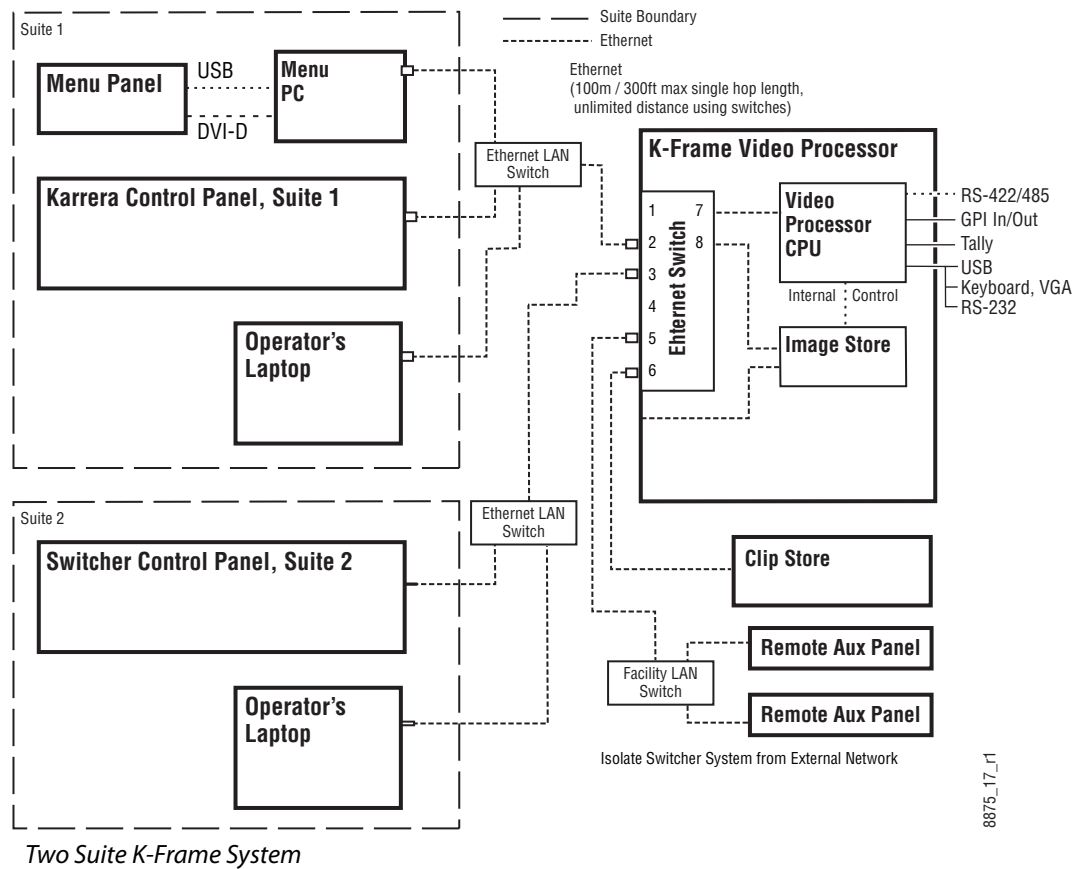 Suite Boundary
Ethernet
Ethernet
(100m / 300ft max single hop length,
unlimited distance using switches)
Suite 1
Menu Panel
USB
DVI-D
Menu
PC
Karrera Control Panel, Suite 1
Operator's
Laptop
Ethernet LAN
Switch
K-Frame Video Processor
1
2
3
4
5
6
7
8
Ehternet Switch
Video
Processor
CPU
Internal
Control
Image Store
RS-422/485
GPI In/Out
Tally
USB
Keyboard, VGA
RS-232
Suite 2
Switcher Control Panel, Suite 2
Operator's
Laptop
Ethernet LAN
Switch
Clip Store
Remote Aux Panel
Facility LAN
Switch
Remote Aux Panel
Isolate Switcher System from External Network
8875_17_r1
Two Suite K-Frame System